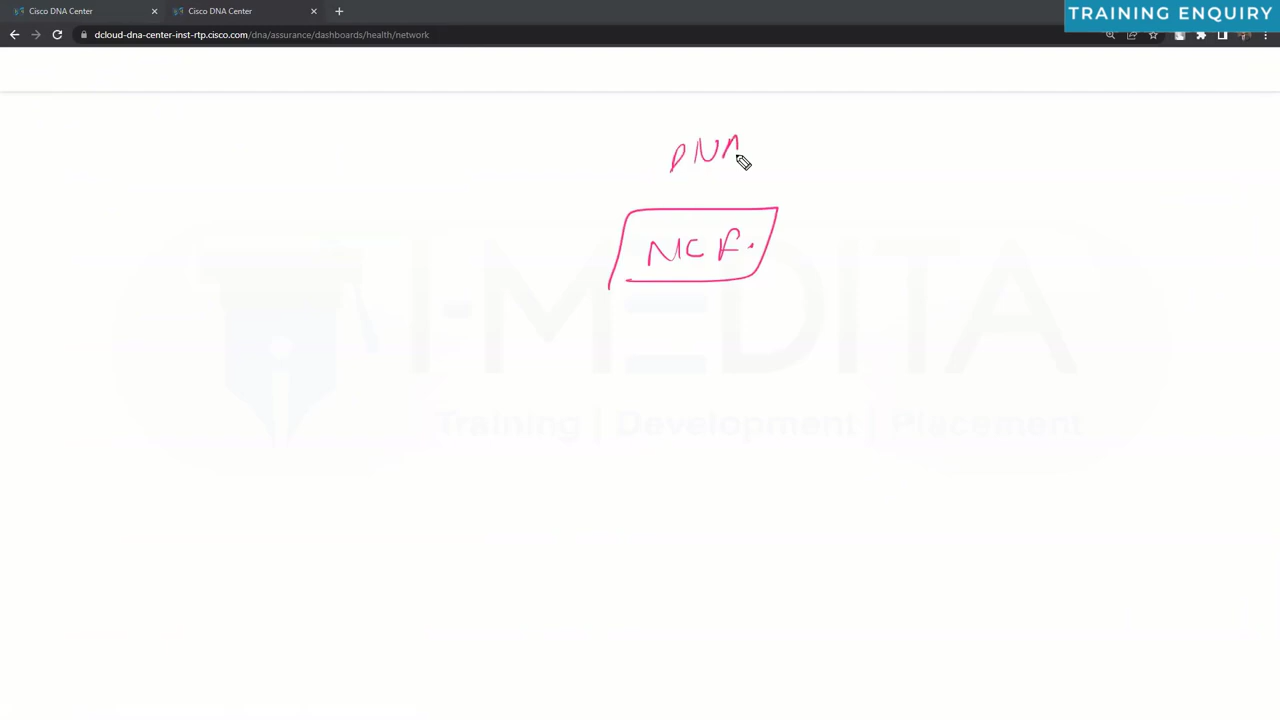 Cisco DNA Center
Cisco DNA Center
TRAINING ENQUIRY
dcloud-dna-center-inst-rtp.cisco.com/dna/assurance/dashboards/health/network
DNA
I-MEDITA
Training | Development | Placement